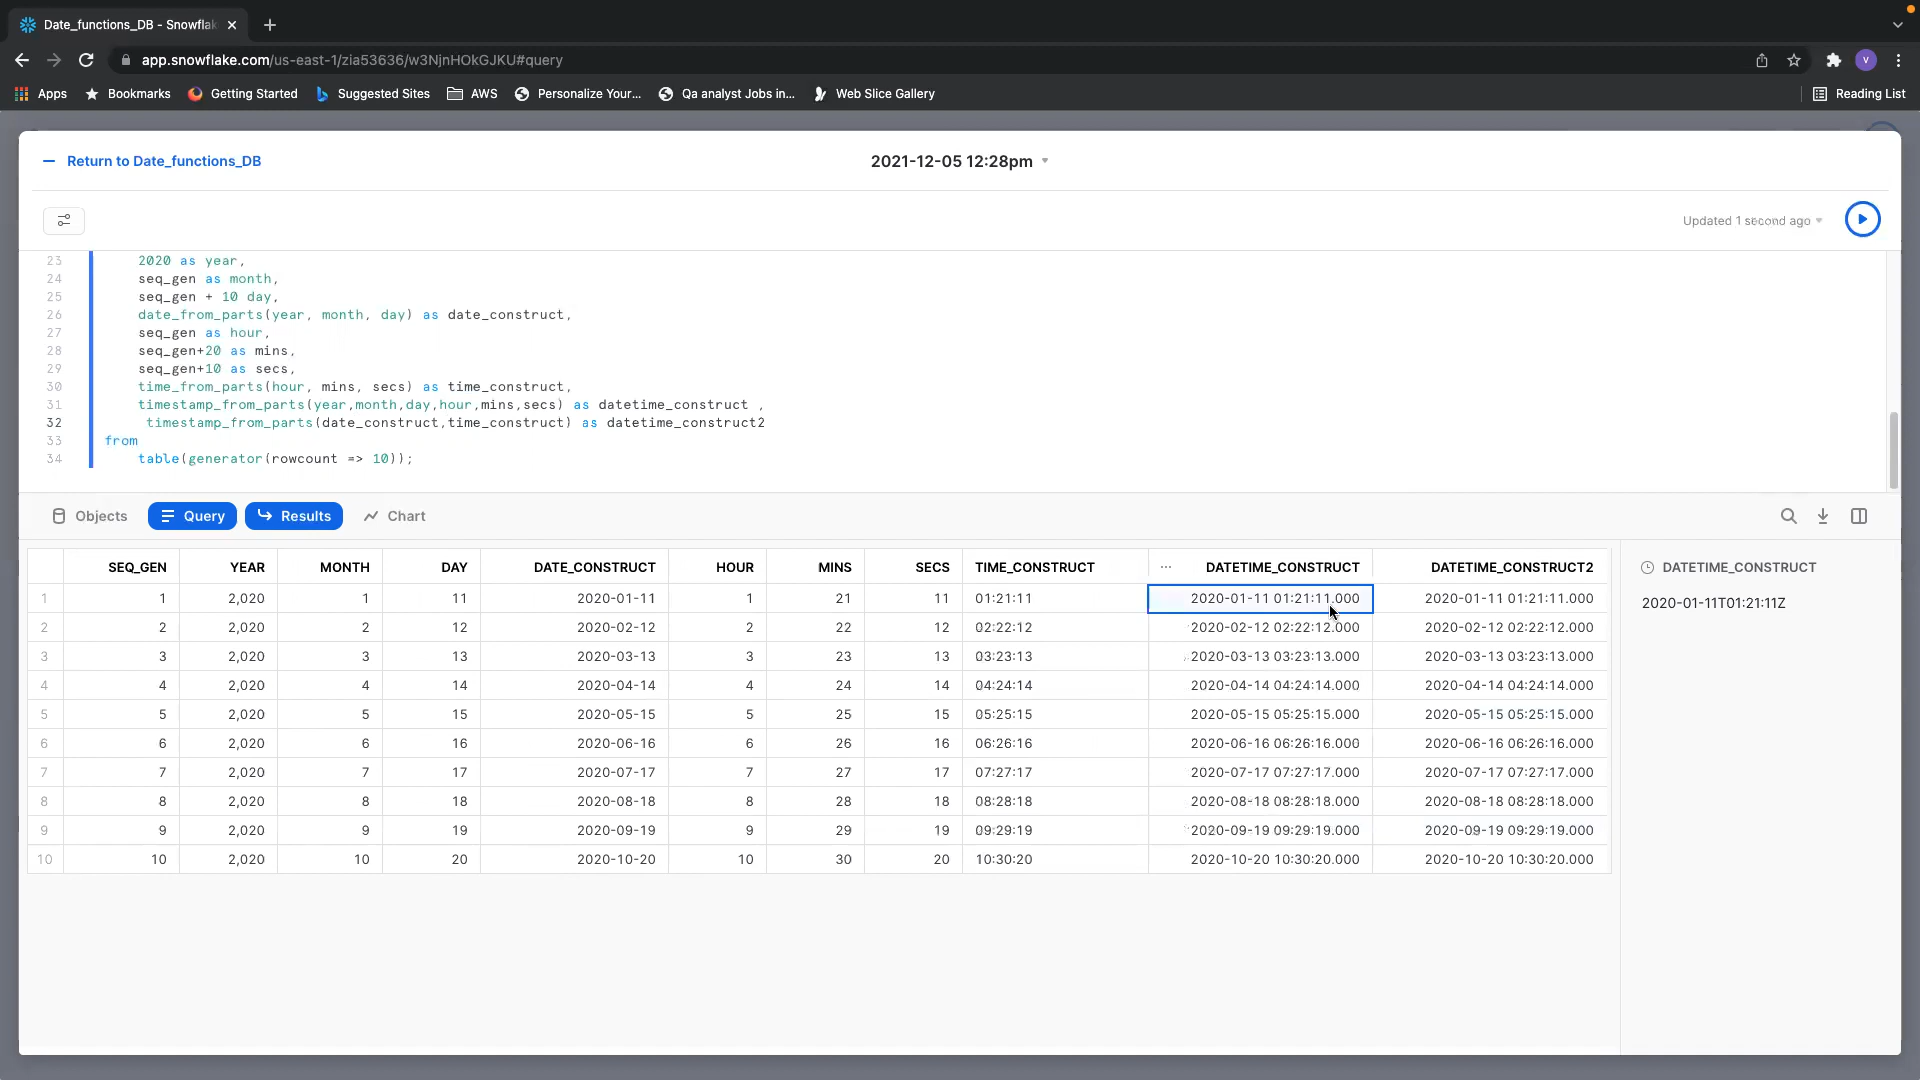 Date_functions_DB - Snowflak
app.snowflake.com/us-east-1/zia53636/w3NjnHOkGJKU#query
V
Apps Bookmarks Getting Started Suggested Sites AWS Personalize Your... Qa analyst Jobs in... Web Slice Gallery Reading List
Return to Date_functions_DB
2021-12-05 12:28pm
Updated 1 second ago
23 2020 as year,
24 seq_gen as month,
25 seq_gen + 10 day,
26 date_from_parts(year, month, day) as date_construct,
27 seq_gen as hour,
28 seq_gen+20 as mins,
29 seq_gen+10 as secs,
30 time_from_parts(hour, mins, secs) as time_construct,
31 timestamp_from_parts(year,month,day,hour,mins,secs) as datetime_construct ,
32 timestamp_from_parts(date_construct,time_construct) as datetime_construct2
33 from
34 table(generator(rowcount => 10));
Objects Query Results Chart
SEQ_GEN YEAR MONTH DAY DATE_CONSTRUCT HOUR MINS SECS TIME_CONSTRUCT ... DATETIME_CONSTRUCT DATETIME_CONSTRUCT2
1 1 2,020 1 11 2020-01-11 1 21 11 01:21:11 2020-01-11 01:21:11.000 2020-01-11 01:21:11.000
2 2 2,020 2 12 2020-02-12 2 22 12 02:22:12 2020-02-12 02:22:12.000 2020-02-12 02:22:12.000
3 3 2,020 3 13 2020-03-13 3 23 13 03:23:13 2020-03-13 03:23:13.000 2020-03-13 03:23:13.000
4 4 2,020 4 14 2020-04-14 4 24 14 04:24:14 2020-04-14 04:24:14.000 2020-04-14 04:24:14.000
5 5 2,020 5 15 2020-05-15 5 25 15 05:25:15 2020-05-15 05:25:15.000 2020-05-15 05:25:15.000
6 6 2,020 6 16 2020-06-16 6 26 16 06:26:16 2020-06-16 06:26:16.000 2020-06-16 06:26:16.000
7 7 2,020 7 17 2020-07-17 7 27 17 07:27:17 2020-07-17 07:27:17.000 2020-07-17 07:27:17.000
8 8 2,020 8 18 2020-08-18 8 28 18 08:28:18 2020-08-18 08:28:18.000 2020-08-18 08:28:18.000
9 9 2,020 9 19 2020-09-19 9 29 19 09:29:19 2020-09-19 09:29:19.000 2020-09-19 09:29:19.000
10 10 2,020 10 20 2020-10-20 10 30 20 10:30:20 2020-10-20 10:30:20.000 2020-10-20 10:30:20.000
DATETIME_CONSTRUCT
2020-01-11T01:21:11Z